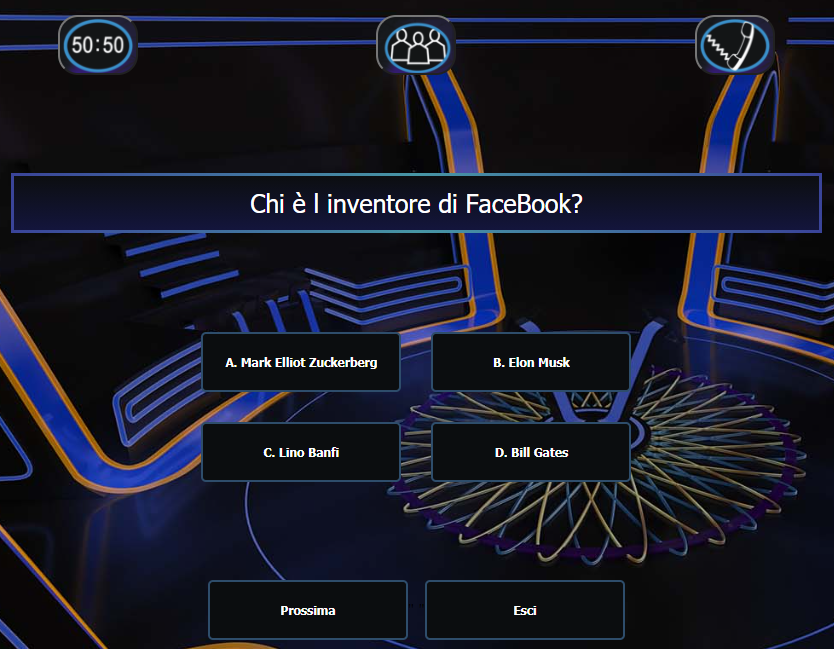 50:50
Chi è l inventore di FaceBook?
A. Mark Elliot Zuckerberg
B. Elon Musk
C. Lino Banfi
D. Bill Gates
Prossima
Esci